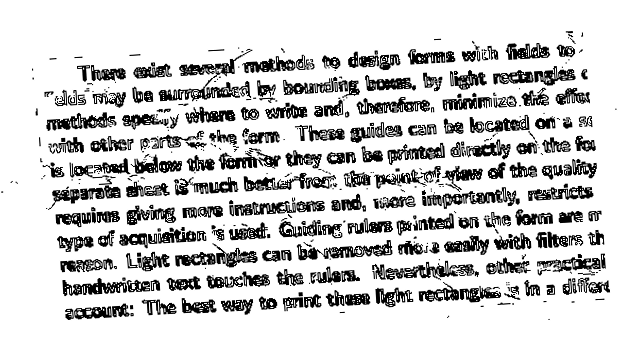 There exist several methods to design forms with fields to
fields may be surrounded by bounding boxes, by light rectangles
methods specify where to write and, therefore, minimize the effec
with other parts of the form. These guides can be located on a se
is located below the form or they can be printed directly on the fo
separate sheet is much better from the point of view of the quality
requires giving more instructions and, more importantly, restricts
type of acquisition is used. Guiding rulers printed on the form are m
reason. Light rectangles can be removed more easily with filters th
handwritten text touches the rulers. Nevertheless, other practical
account: The best way to print these light rectangles is in a differe